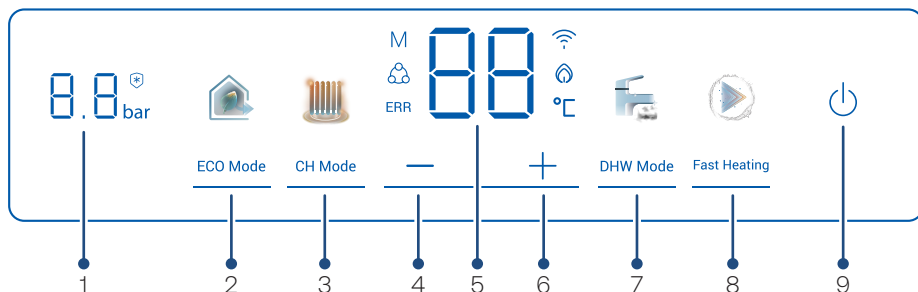 8.8 bar
M
ERR
88
°C
ECO Mode
CH Mode
DHW Mode
Fast Heating
1 2 3 4 5 6 7 8 9